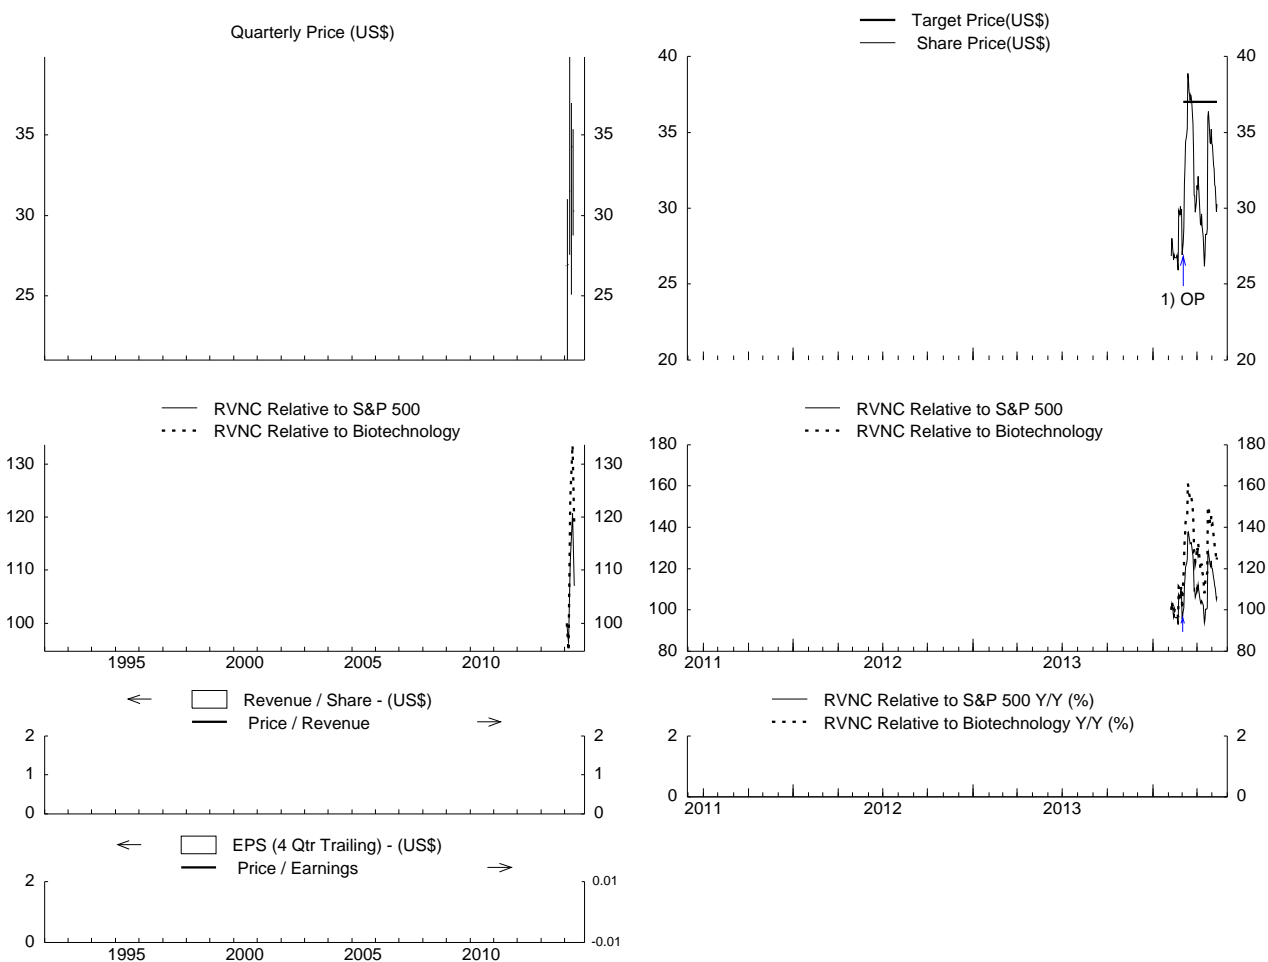 Quarterly Price (US$)
35 35
30 30
25 25
Target Price(US$)
Share Price(US$)
40 40
35 35
30 30
25 25
1) OP
20 20
RVNC Relative to S&P 500
RVNC Relative to Biotechnology
130 130
120 120
110 110
100 100
1995 2000 2005 2010
RVNC Relative to S&P 500
RVNC Relative to Biotechnology
180 180
160 160
140 140
120 120
100 100
80 80
2011 2012 2013
Revenue / Share - (US$)
Price / Revenue
2 2
1 1
0 0
RVNC Relative to S&P 500 Y/Y (%)
RVNC Relative to Biotechnology Y/Y (%)
2 2
0 0
2011 2012 2013
EPS (4 Qtr Trailing) - (US$)
Price / Earnings
2 0.01
0 -0.01
1995 2000 2005 2010